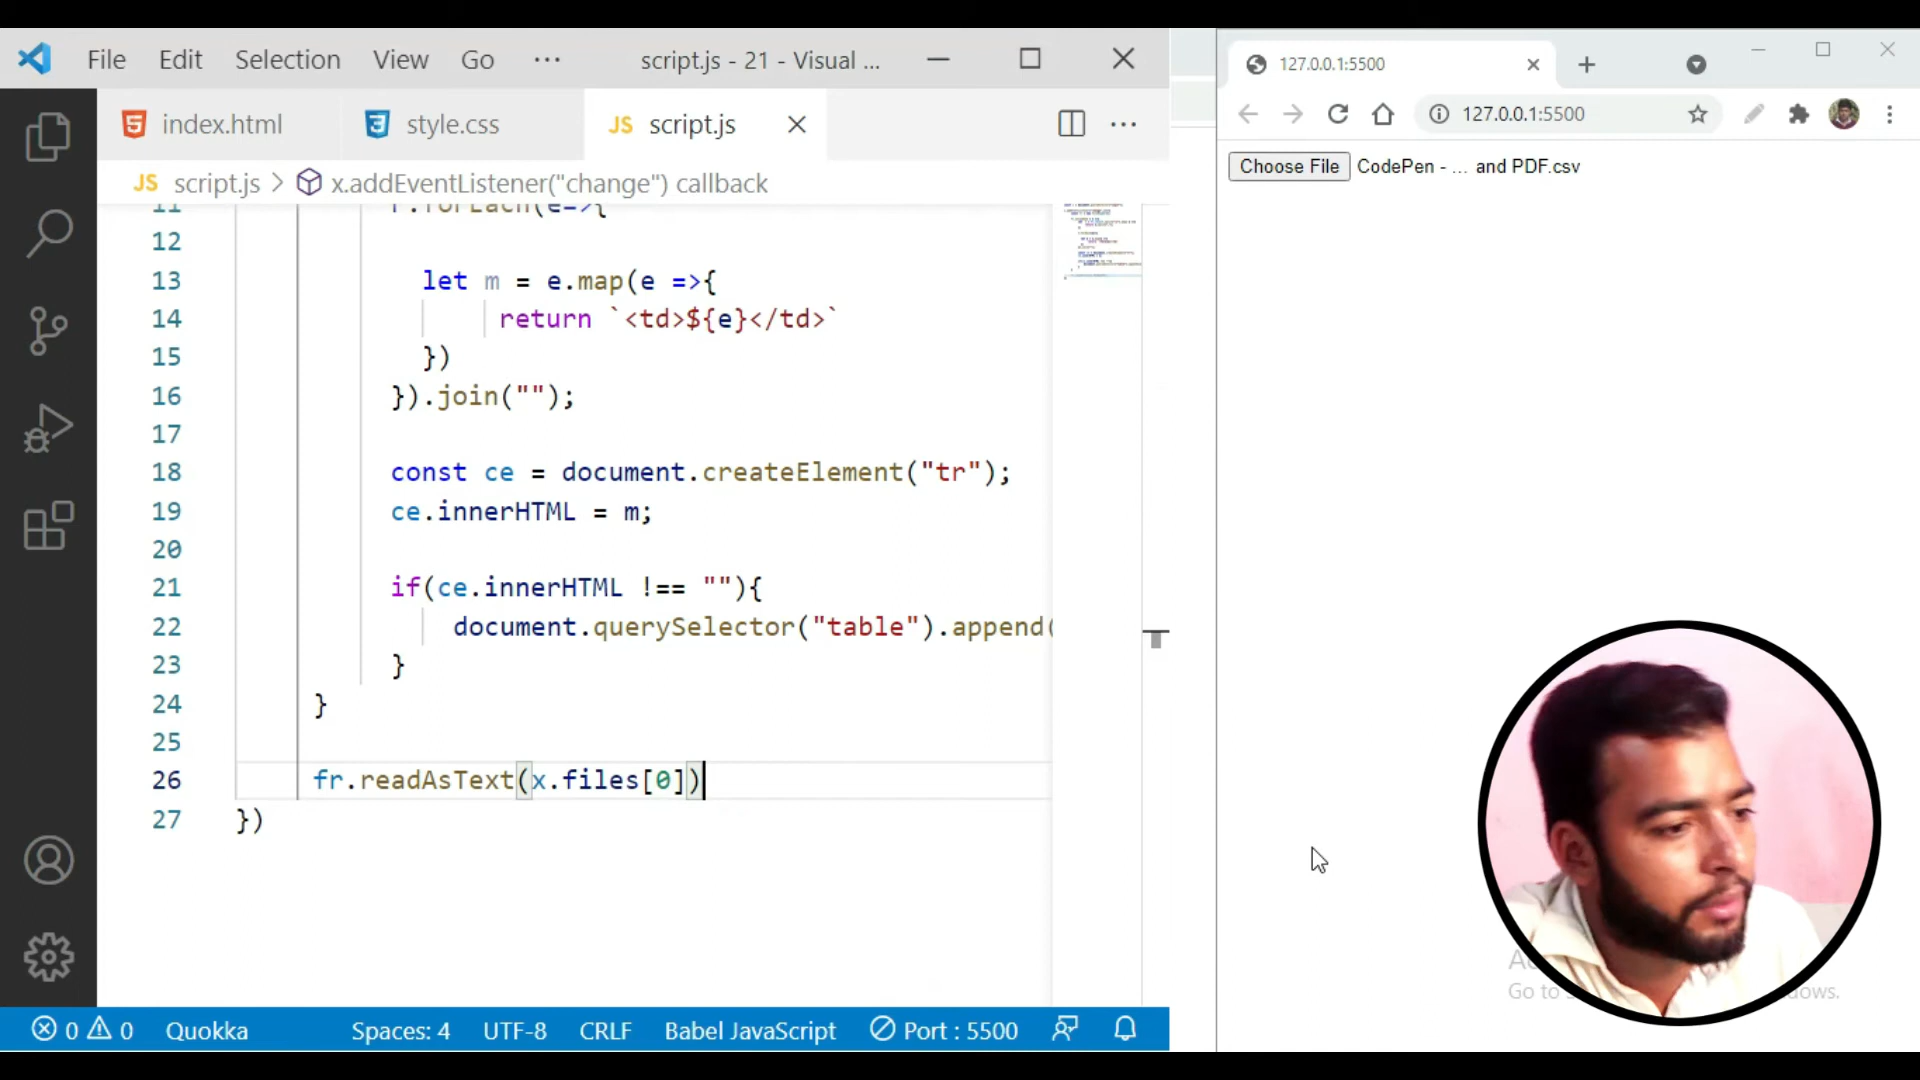 File Edit Selection View Go ··· script.js - 21 - Visual ...
index.html style.css JS script.js
JS script.js > x.addEventListener("change") callback
12
13 let m = e.map(e =>{
14 return `<td>${e}</td>`
15 })
16 }).join("");
17
18 const ce = document.createElement("tr");
19 ce.innerHTML = m;
20
21 if(ce.innerHTML !== ""){
22 document.querySelector("table").append(
23 }
24 }
25
26 fr.readAsText(x.files[0])
27 })
0 0 Quokka Spaces: 4 UTF-8 CRLF Babel JavaScript Port : 5500
127.0.0.1:5500
127.0.0.1:5500
Choose File CodePen - ... and PDF.csv
Go to